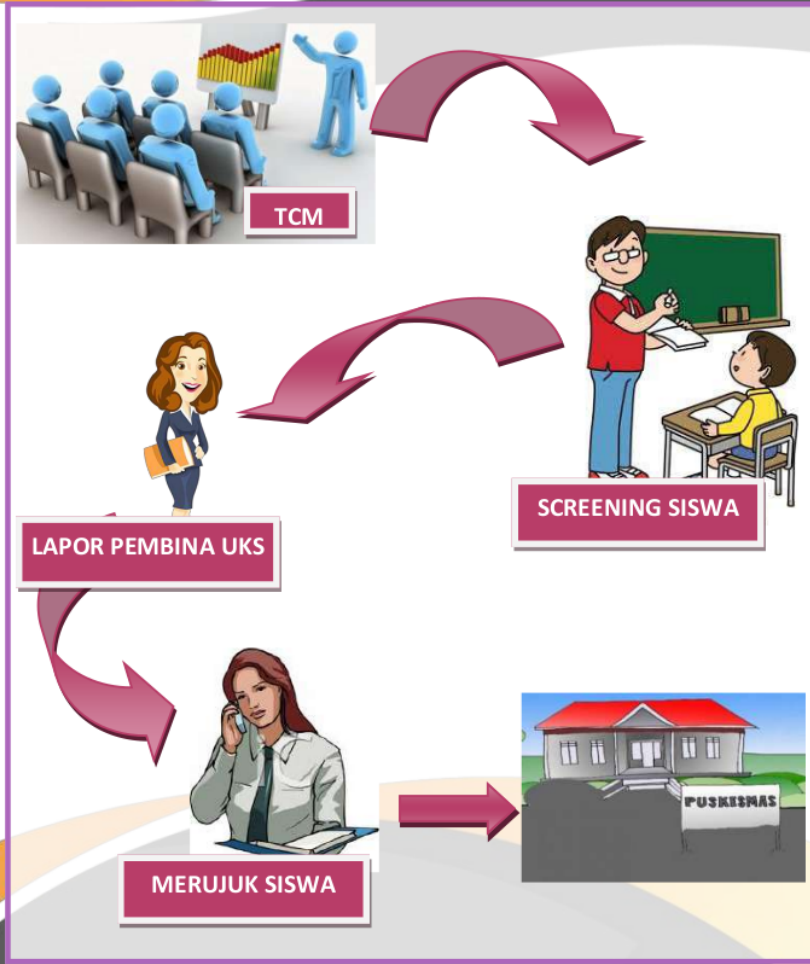 TCM
SCREENING SISWA
LAPOR PEMBINA UKS
MERUJUK SISWA
PUSKESMAS